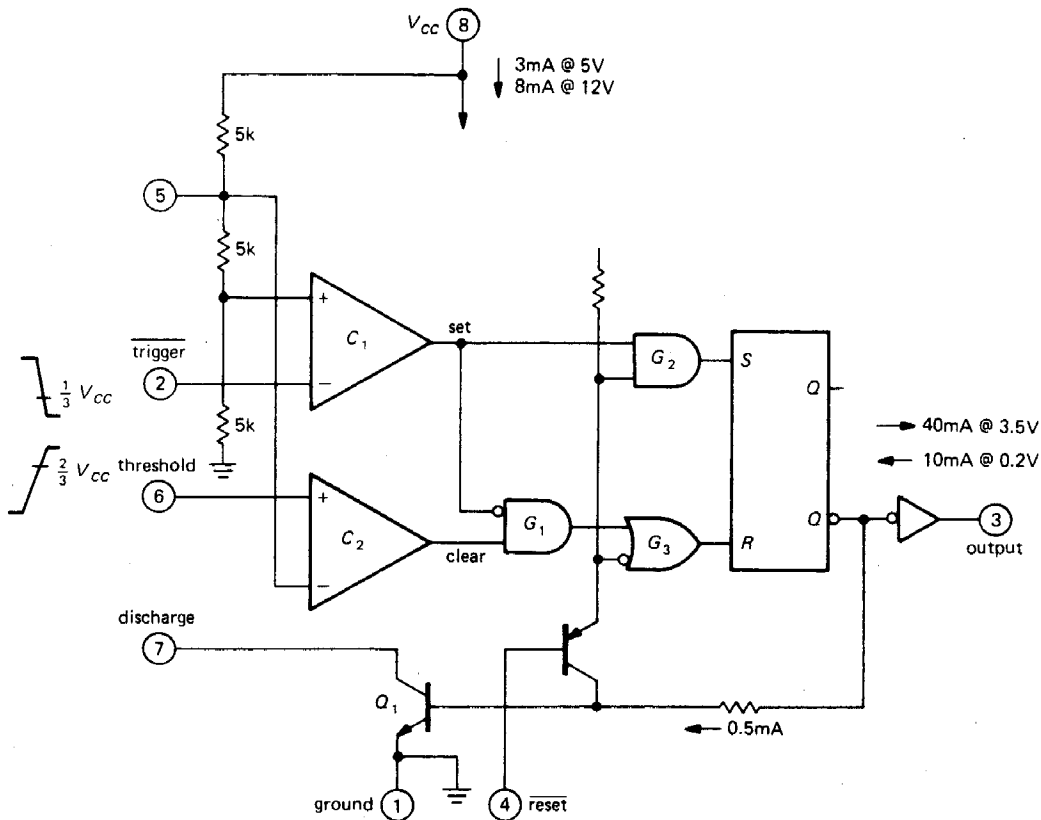 V_CC 8
3mA @ 5V
8mA @ 12V
5k
5
5k
+
C₁
−
set
G₂
S
Q
trigger
2
1/3 V_CC
5k
40mA @ 3.5V
10mA @ 0.2V
2/3 V_CC
threshold
6
+
C₂
−
clear
G₁
G₃
R
Q
3
output
discharge
7
Q₁
0.5mA
ground 1
4 reset